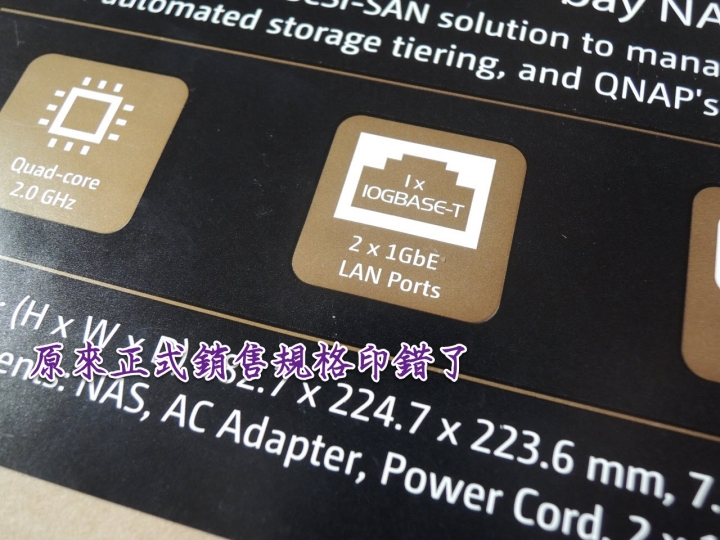 iSCSI-SAN solution to mana
automated storage tiering, and QNAP's
Quad-core
2.0 GHz
1 x
10GBASE-T
2 x 1GbE
LAN Ports
(H x W x
原來正式銷售規格印錯了
x 224.7 x 223.6 mm, 7.
NAS, AC Adapter, Power Cord, 2 x